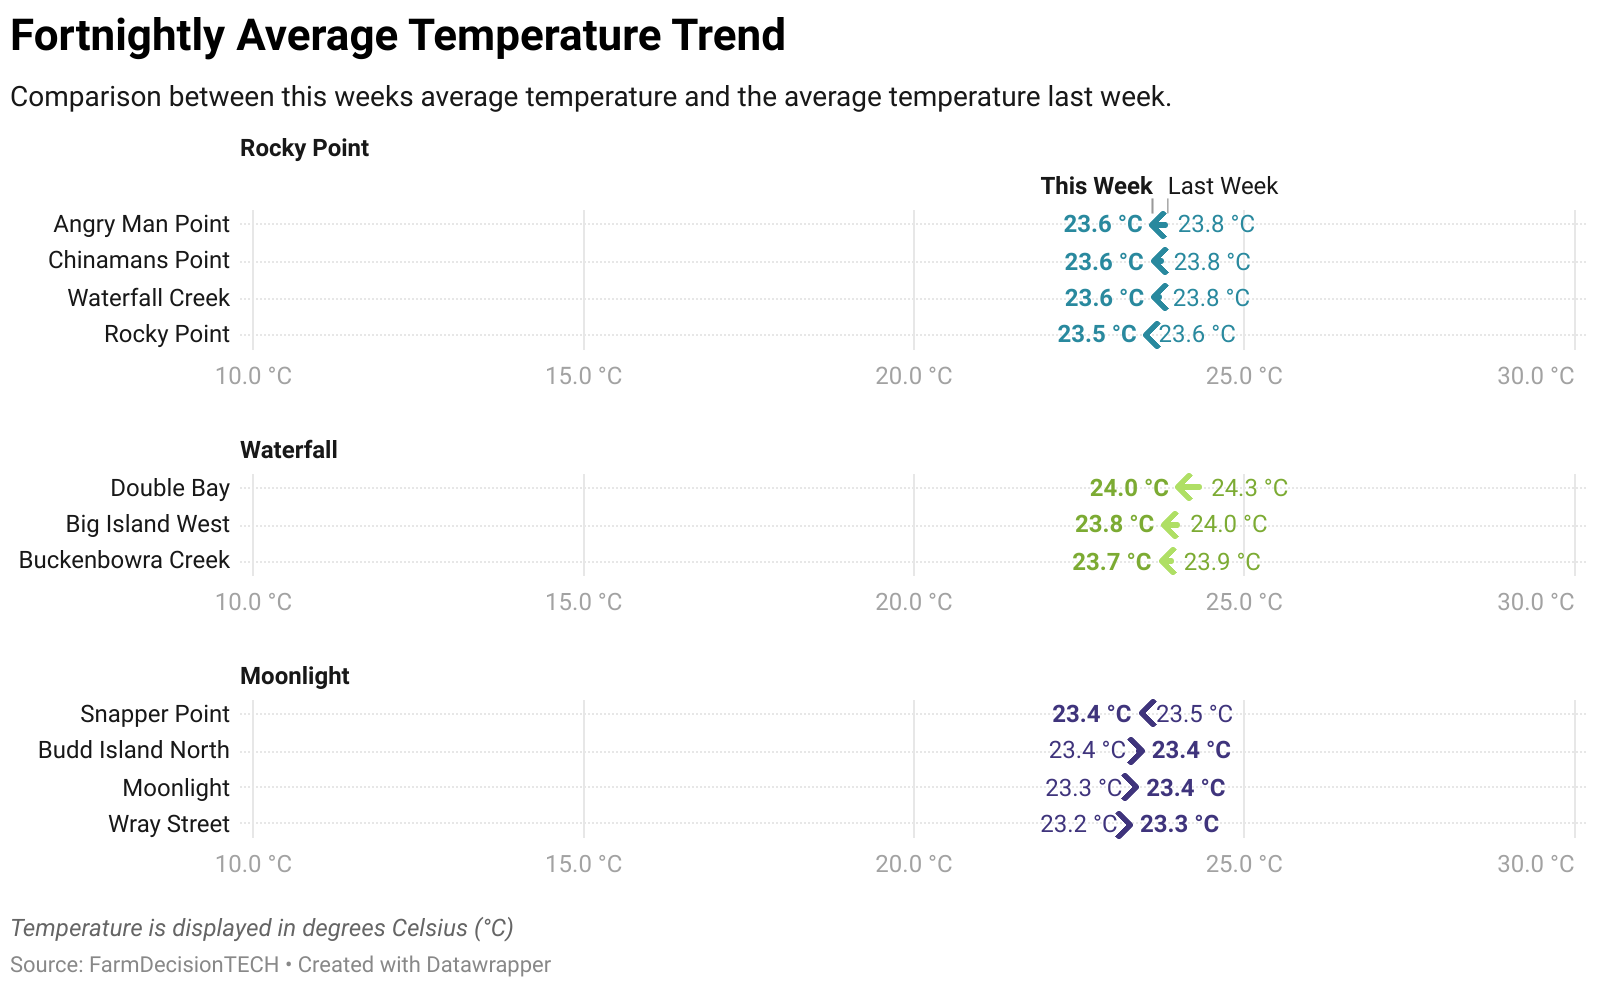 Fortnightly Average Temperature Trend
Comparison between this weeks average temperature and the average temperature last week.
Rocky Point
This Week Last Week
Angry Man Point 23.6 °C 23.8 °C
Chinamans Point 23.6 °C 23.8 °C
Waterfall Creek 23.6 °C 23.8 °C
Rocky Point 23.5 °C 23.6 °C
10.0 °C 15.0 °C 20.0 °C 25.0 °C 30.0 °C
Waterfall
Double Bay 24.0 °C 24.3 °C
Big Island West 23.8 °C 24.0 °C
Buckenbowra Creek 23.7 °C 23.9 °C
10.0 °C 15.0 °C 20.0 °C 25.0 °C 30.0 °C
Moonlight
Snapper Point 23.4 °C 23.5 °C
Budd Island North 23.4 °C 23.4 °C
Moonlight 23.3 °C 23.4 °C
Wray Street 23.2 °C 23.3 °C
10.0 °C 15.0 °C 20.0 °C 25.0 °C 30.0 °C
Temperature is displayed in degrees Celsius (°C)
Source: FarmDecisionTECH • Created with Datawrapper